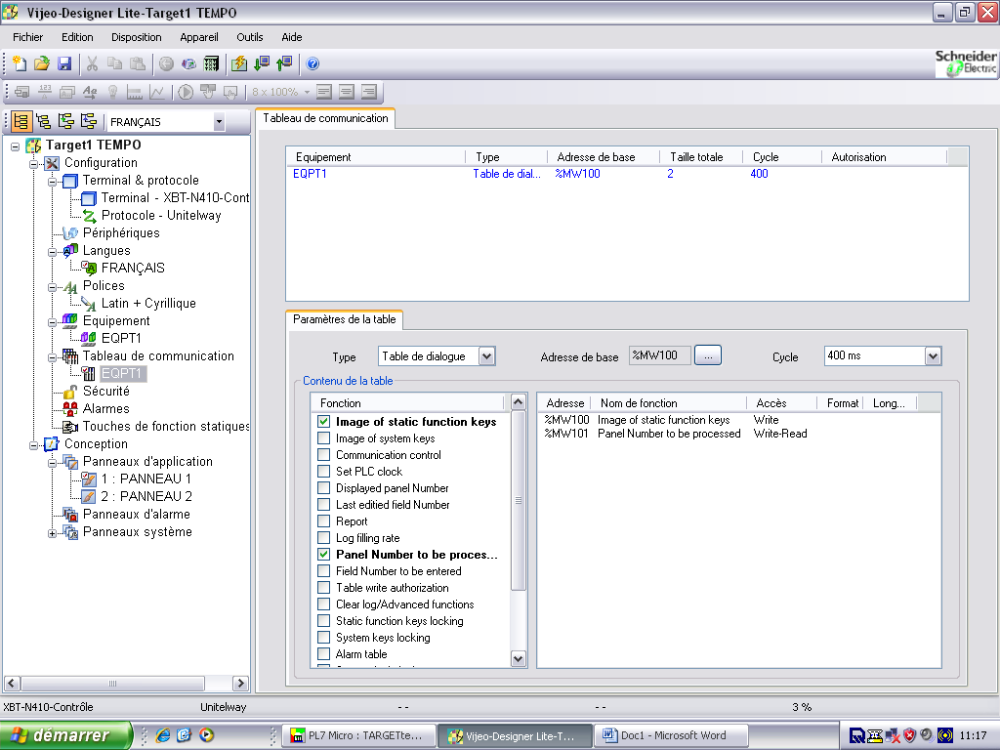 Vijeo-Designer Lite-Target1 TEMPO
Fichier Edition Disposition Appareil Outils Aide
Schneider Electric
8 x 100%
FRANÇAIS
Target1 TEMPO
Configuration
Terminal & protocole
Terminal - XBT-N410-Cont
Protocole - Unitelway
Périphériques
Langues
FRANÇAIS
Polices
Latin + Cyrillique
Equipement
EQPT1
Tableau de communication
EQPT1
Sécurité
Alarmes
Touches de fonction statiques
Conception
Panneaux d'application
1 : PANNEAU 1
2 : PANNEAU 2
Panneaux d'alarme
Panneaux système
Tableau de communication
Equipement Type Adresse de base Taille totale Cycle Autorisation
EQPT1 Table de dial... %MW100 2 400
Paramètres de la table
Type Table de dialogue Adresse de base %MW100 ... Cycle 400 ms
Contenu de la table
Fonction
Image of static function keys
Image of system keys
Communication control
Set PLC clock
Displayed panel Number
Last editied field Number
Report
Log filling rate
Panel Number to be proces...
Field Number to be entered
Table write authorization
Clear log/Advanced functions
Static function keys locking
System keys locking
Alarm table
Adresse Nom de fonction Accès Format Long...
%MW100 Image of static function keys Write
%MW101 Panel Number to be processed Write-Read
XBT-N410-Contrôle Unitelway -- -- 3 %
démarrer PL7 Micro : TARGETte... Vijeo-Designer Lite-T... Doc1 - Microsoft Word 11:17